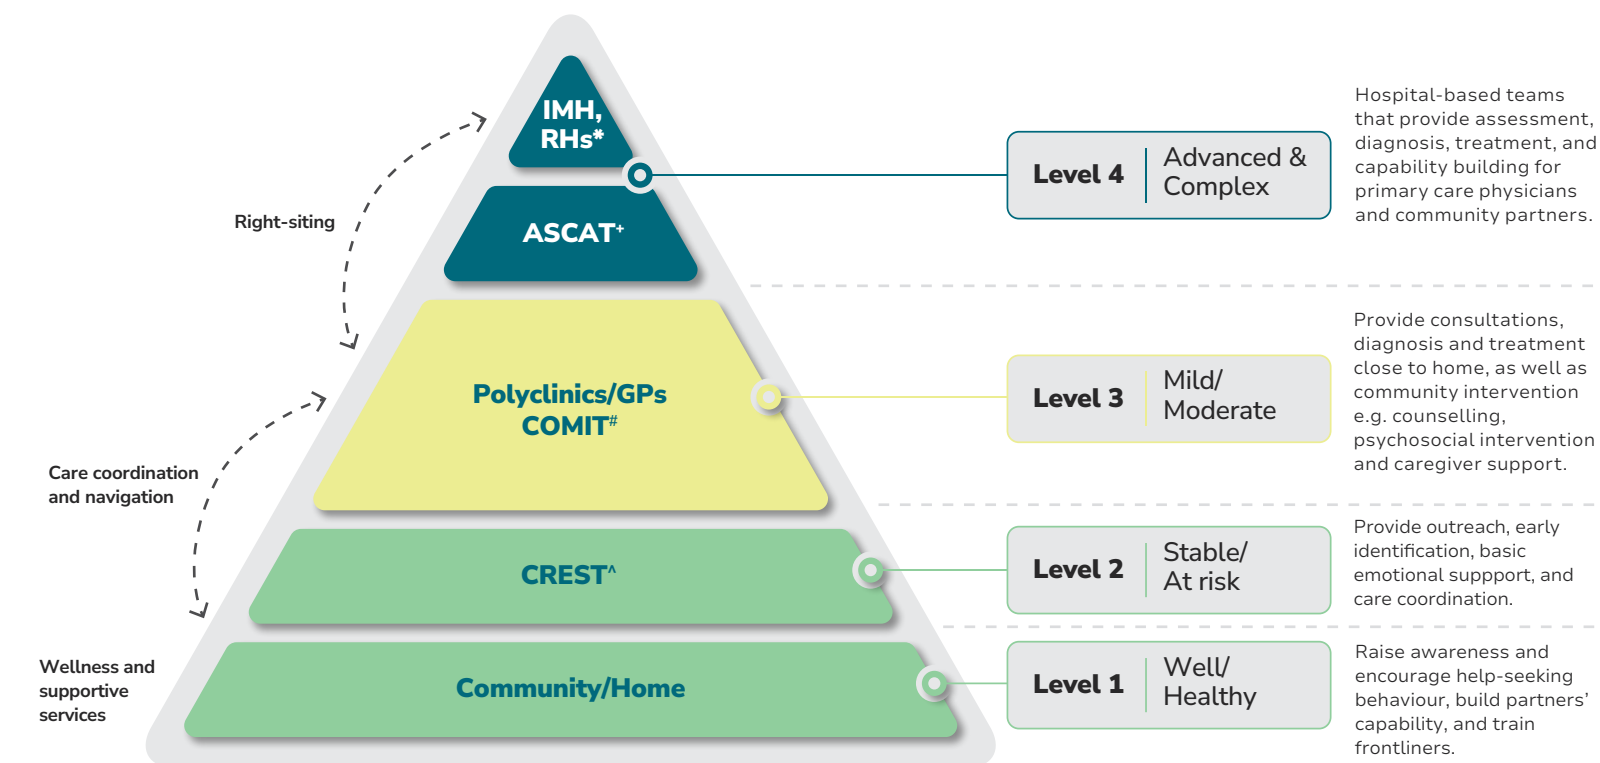 IMH,
RHs*
ASCAT+
Right-siting
Level 4
Advanced &
Complex
Hospital-based teams
that provide assessment,
diagnosis, treatment, and
capability building for
primary care physicians
and community partners.
Polyclinics/GPs
COMIT#
Level 3
Mild/
Moderate
Provide consultations,
diagnosis and treatment
close to home, as well as
community intervention
e.g. counselling,
psychosocial intervention
and caregiver support.
Care coordination
and navigation
CREST^
Level 2
Stable/
At risk
Provide outreach, early
identification, basic
emotional suppport, and
care coordination.
Wellness and
supportive
services
Community/Home
Level 1
Well/
Healthy
Raise awareness and
encourage help-seeking
behaviour, build partners’
capability, and train
frontliners.